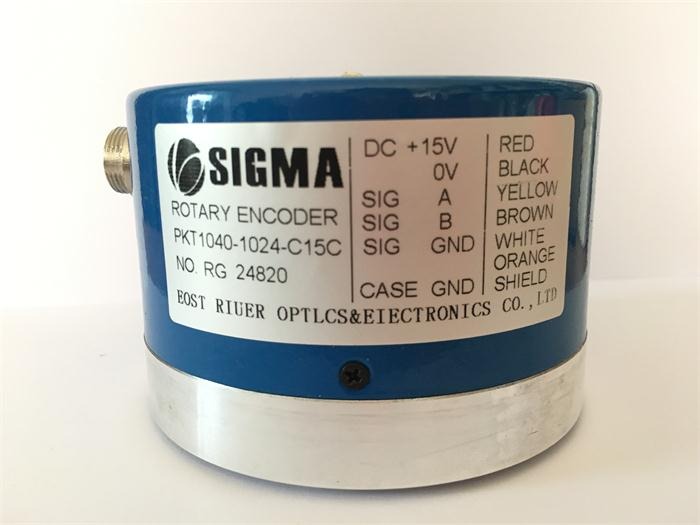 SIGMA
ROTARY ENCODER
PKT1040-1024-C15C
NO. RG 24820
DC +15V RED
0V BLACK
SIG A YELLOW
SIG B BROWN
SIG GND WHITE
ORANGE
CASE GND SHIELD
EOST RIUER OPTLCS&EIECTRONICS CO.,LTD